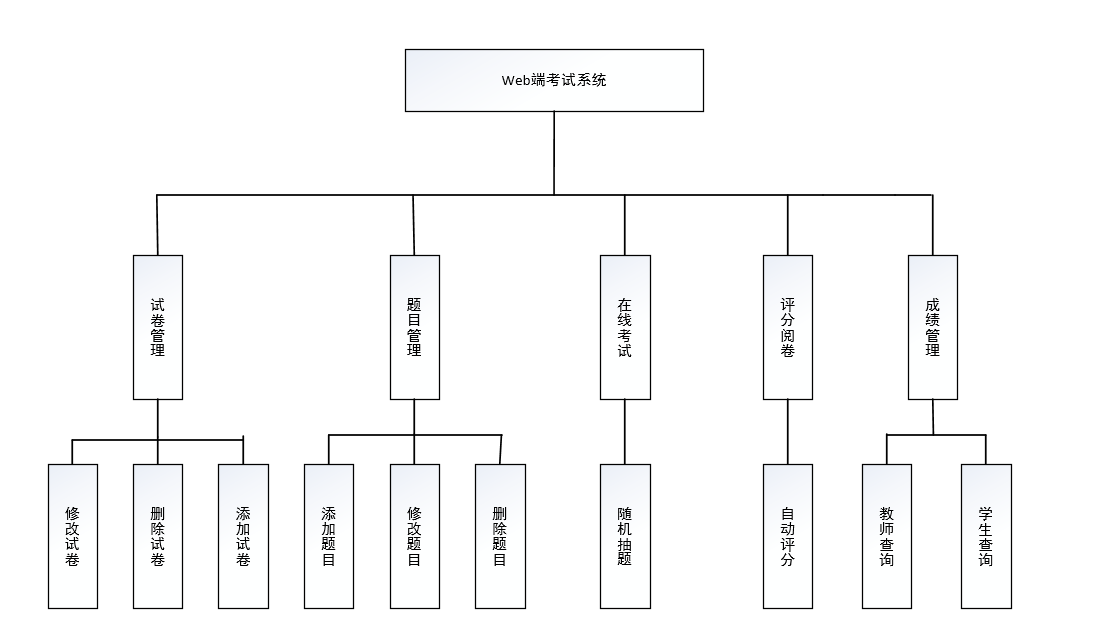 Web端考试系统
试卷管理
题目管理
在线考试
评分阅卷
成绩管理
修改试卷
删除试卷
添加试卷
添加题目
修改题目
删除题目
随机抽题
自动评分
教师查询
学生查询